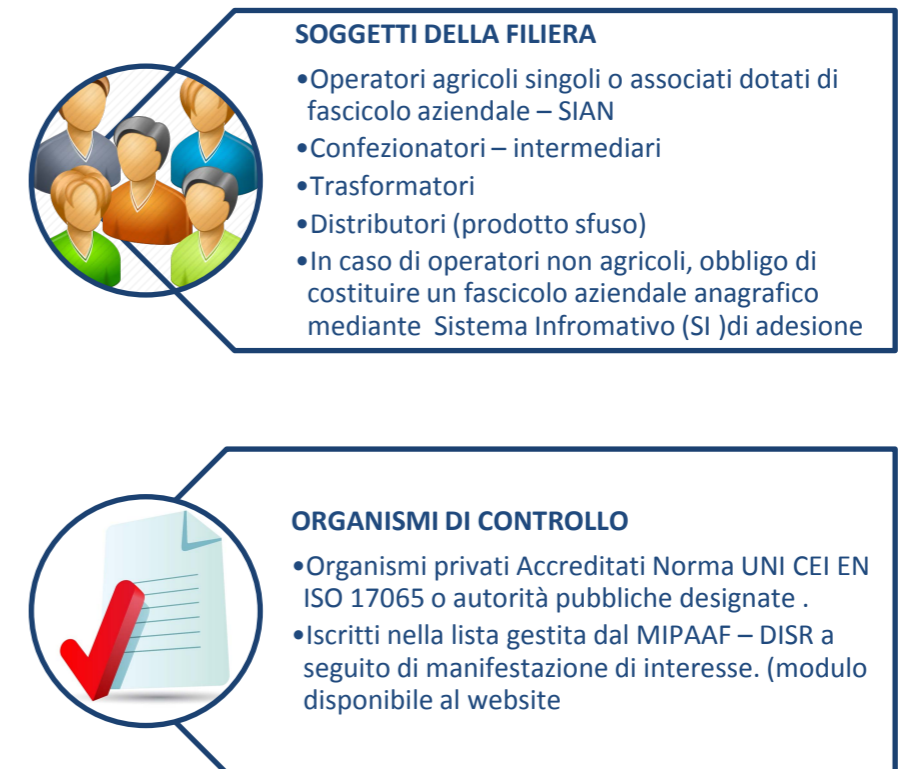 SOGGETTI DELLA FILIERA
•Operatori agricoli singoli o associati dotati di
fascicolo aziendale – SIAN
•Confezionatori – intermediari
•Trasformatori
•Distributori (prodotto sfuso)
•In caso di operatori non agricoli, obbligo di
costituire un fascicolo aziendale anagrafico
mediante Sistema Infromativo (SI )di adesione
ORGANISMI DI CONTROLLO
•Organismi privati Accreditati Norma UNI CEI EN
ISO 17065 o autorità pubbliche designate .
•Iscritti nella lista gestita dal MIPAAF – DISR a
seguito di manifestazione di interesse. (modulo
disponibile al website